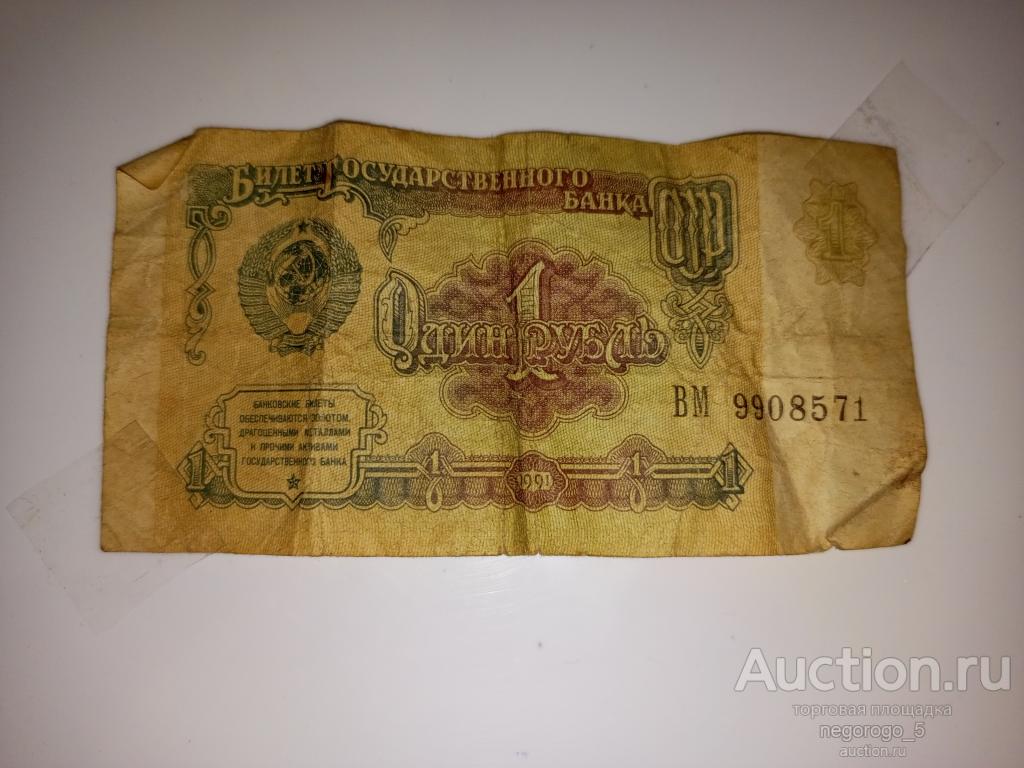 Билет Государственного
Банка
1
1
Один рубль
ВМ 9908571
БАНКОВСКИЕ БИЛЕТЫ
ОБЕСПЕЧИВАЮТСЯ ЗОЛОТОМ,
ДРАГОЦЕННЫМИ МЕТАЛЛАМИ
И ПРОЧИМИ АКТИВАМИ
ГОСУДАРСТВЕННОГО БАНКА
1 1 1991 1 1
Auction.ru
торговая площадка
negorogo_5
auction.ru